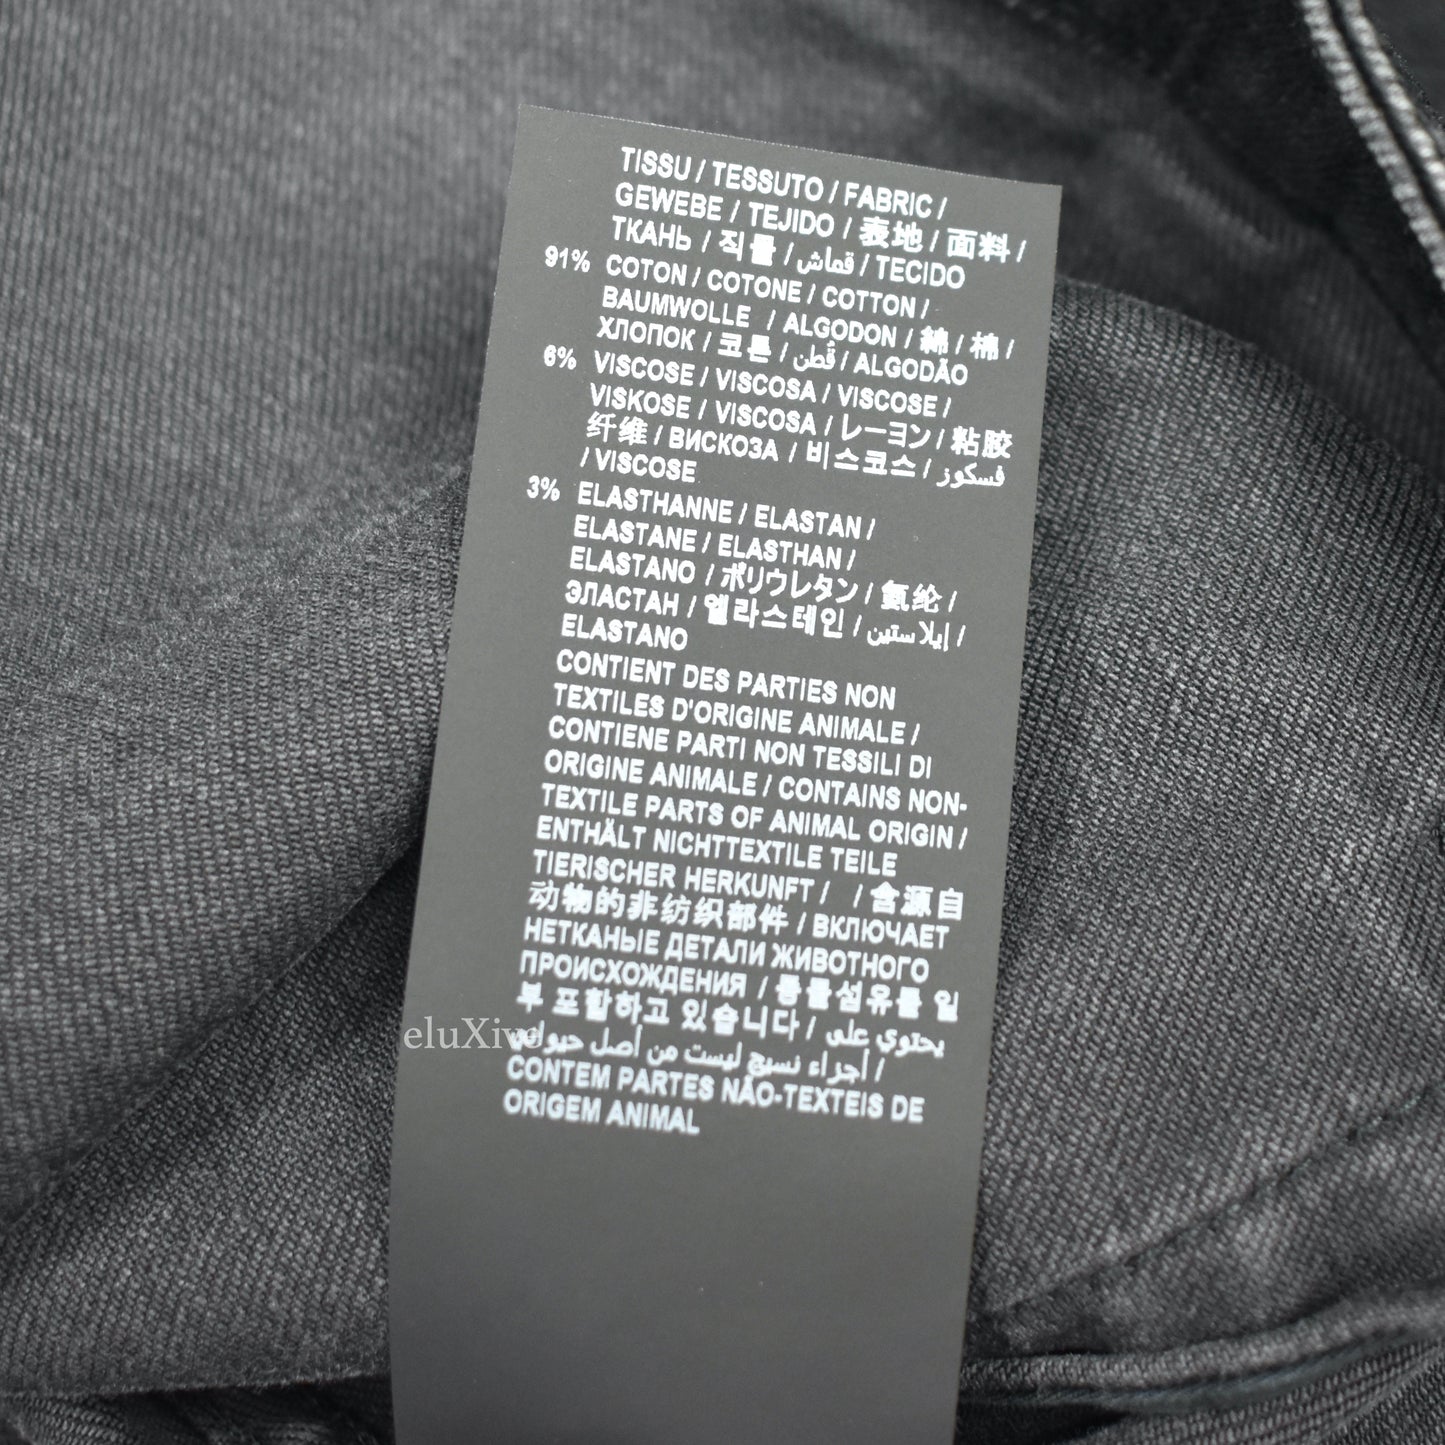 TISSU / TESSUTO / FABRIC /
GEWEBE / TEJIDO / 表地 / 面料 /
ТКАНЬ / 직물 / قماش / TECIDO
91% COTON / COTONE / COTTON /
BAUMWOLLE / ALGODON / 綿 / 棉 /
ХЛОПОК / 코튼 / قُطن / ALGODÃO
6% VISCOSE / VISCOSA / VISCOSE /
VISKOSE / VISCOSA / レーヨン / 粘胶
纤维 / ВИСКОЗА / 비스코스 / فسكوز
/ VISCOSE
3% ELASTHANNE / ELASTAN /
ELASTANE / ELASTHAN /
ELASTANO / ポリウレタン / 氨纶 /
ЭЛАСТАН / 엘라스테인 / إيلاستين /
ELASTANO
CONTIENT DES PARTIES NON
TEXTILES D'ORIGINE ANIMALE /
CONTIENE PARTI NON TESSILI DI
ORIGINE ANIMALE / CONTAINS NON-
TEXTILE PARTS OF ANIMAL ORIGIN /
ENTHÄLT NICHTTEXTILE TEILE
TIERISCHER HERKUNFT / / 含源自
动物的非纺织部件 / ВКЛЮЧАЕТ
НЕТКАНЫЕ ДЕТАЛИ ЖИВОТНОГО
ПРОИСХОЖДЕНИЯ / 동물섬유를 일
부 포함하고 있습니다 / يحتوي على
أجزاء نسيج ليست من أصل حيواني /
CONTEM PARTES NÃO-TEXTEIS DE
ORIGEM ANIMAL
eluXive